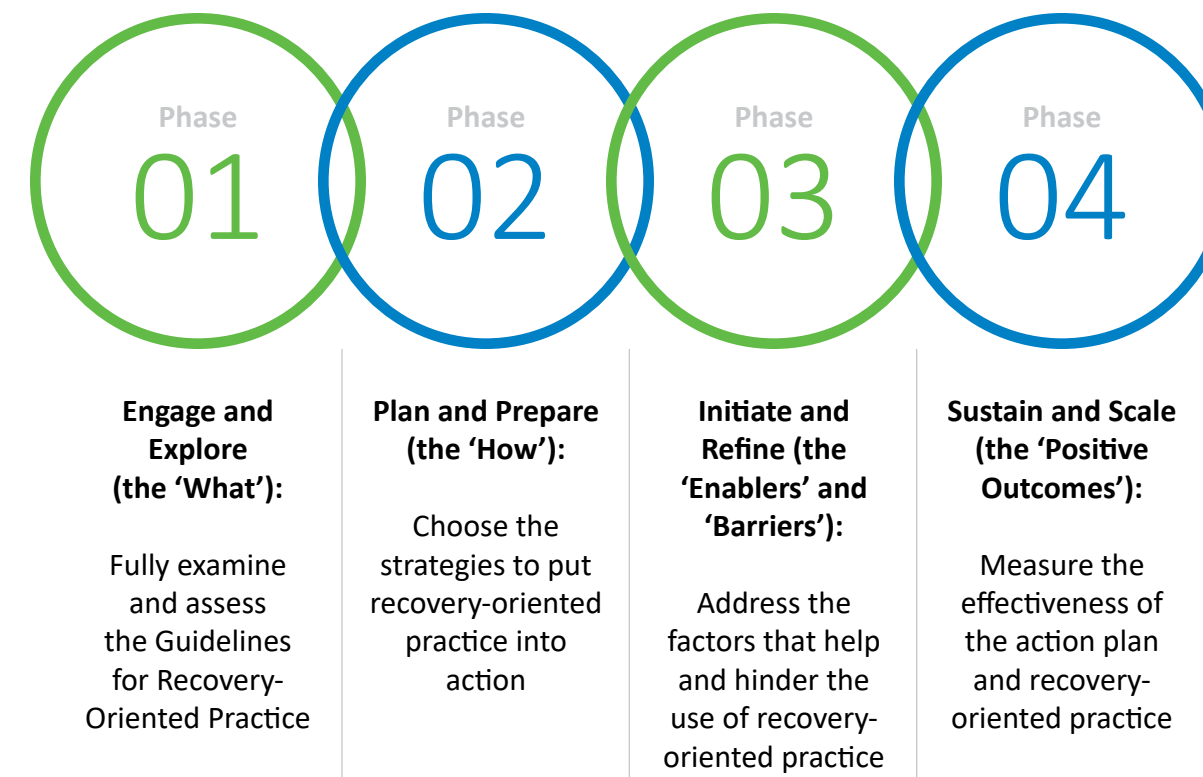 Phase
01
Phase
02
Phase
03
Phase
04
Engage and
Explore
(the ‘What’):
Fully examine
and assess
the Guidelines
for Recovery-
Oriented Practice
Plan and Prepare
(the ‘How’):
Choose the
strategies to put
recovery-oriented
practice into
action
Initiate and
Refine (the
‘Enablers’ and
‘Barriers’):
Address the
factors that help
and hinder the
use of recovery-
oriented practice
Sustain and Scale
(the ‘Positive
Outcomes’):
Measure the
effectiveness of
the action plan
and recovery-
oriented practice